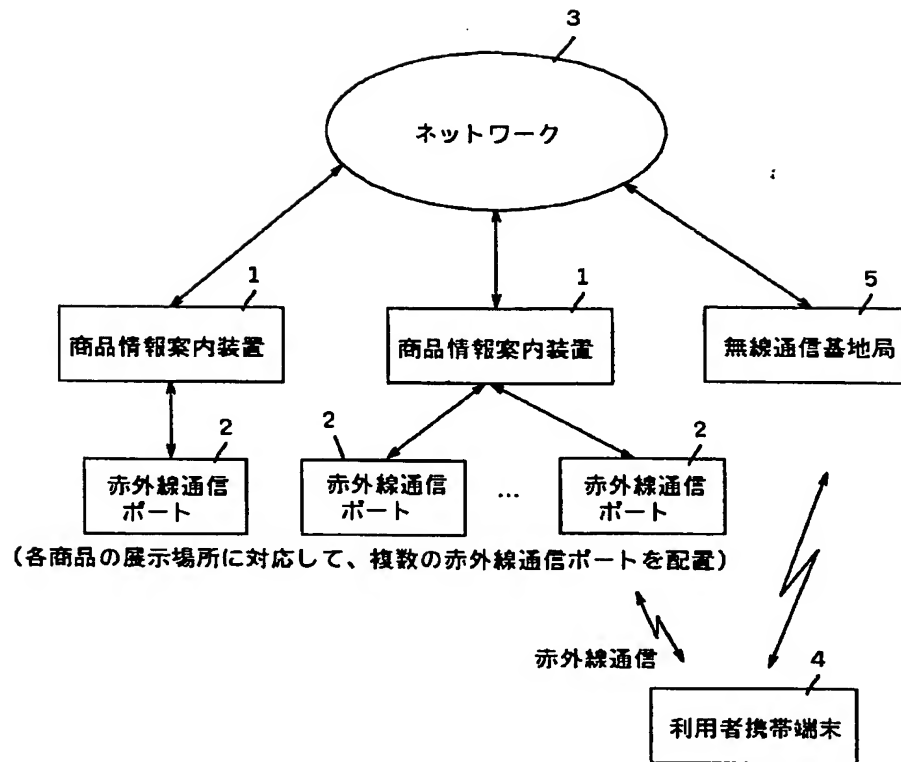 3
ネットワーク
1
1
5
商品情報案内装置
商品情報案内装置
無線通信基地局
2
2
2
赤外線通信
ポート
赤外線通信
ポート
...
赤外線通信
ポート
(各商品の展示場所に対応して、複数の赤外線通信ポートを配置)
赤外線通信
4
利用者携帯端末